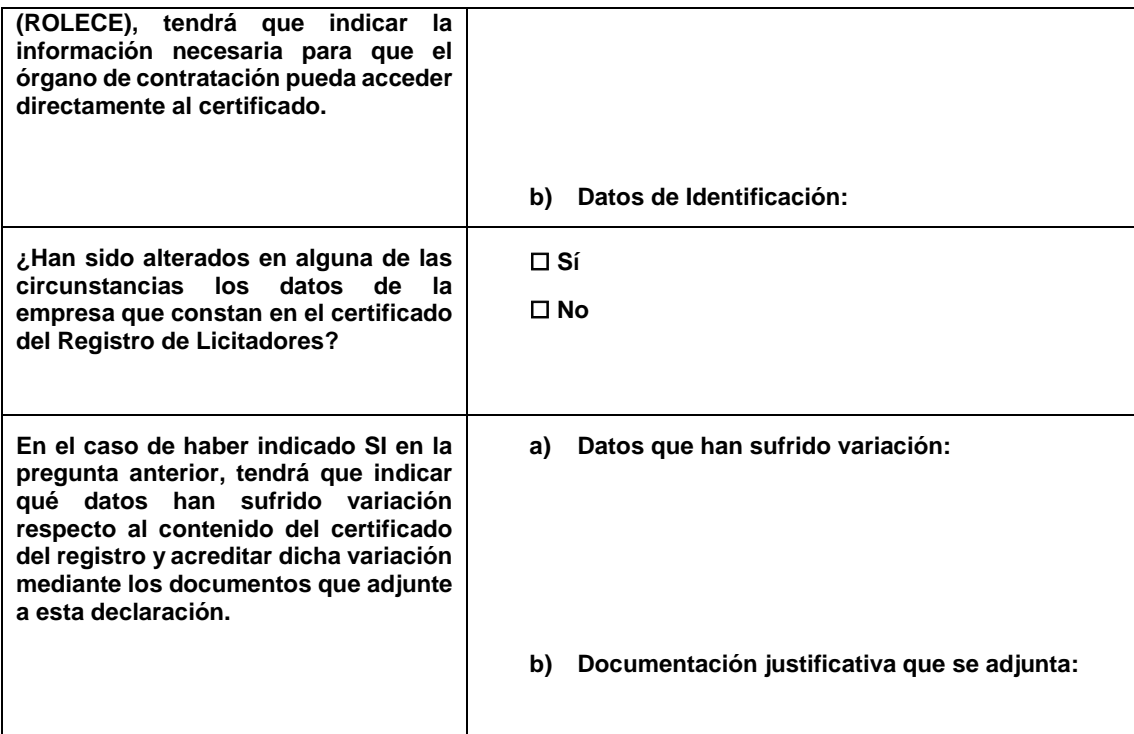 (ROLECE), tendrá que indicar la
información necesaria para que el
órgano de contratación pueda acceder
directamente al certificado.
b) Datos de Identificación:
¿Han sido alterados en alguna de las
circunstancias los datos de la
empresa que constan en el certificado
del Registro de Licitadores?
☐ Sí
☐ No
En el caso de haber indicado SI en la
pregunta anterior, tendrá que indicar
qué datos han sufrido variación
respecto al contenido del certificado
del registro y acreditar dicha variación
mediante los documentos que adjunte
a esta declaración.
a) Datos que han sufrido variación:
b) Documentación justificativa que se adjunta: